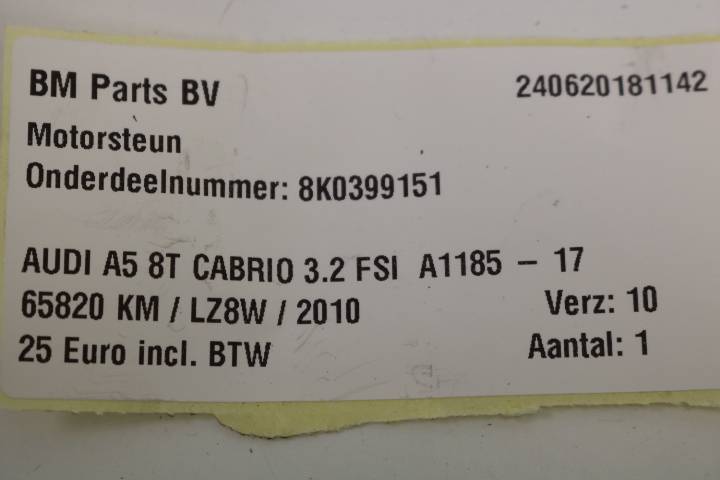 BM Parts BV 240620181142
Motorsteun
Onderdeelnummer: 8K0399151
AUDI A5 8T CABRIO 3.2 FSI A1185 – 17
65820 KM / LZ8W / 2010 Verz: 10
25 Euro incl. BTW Aantal: 1